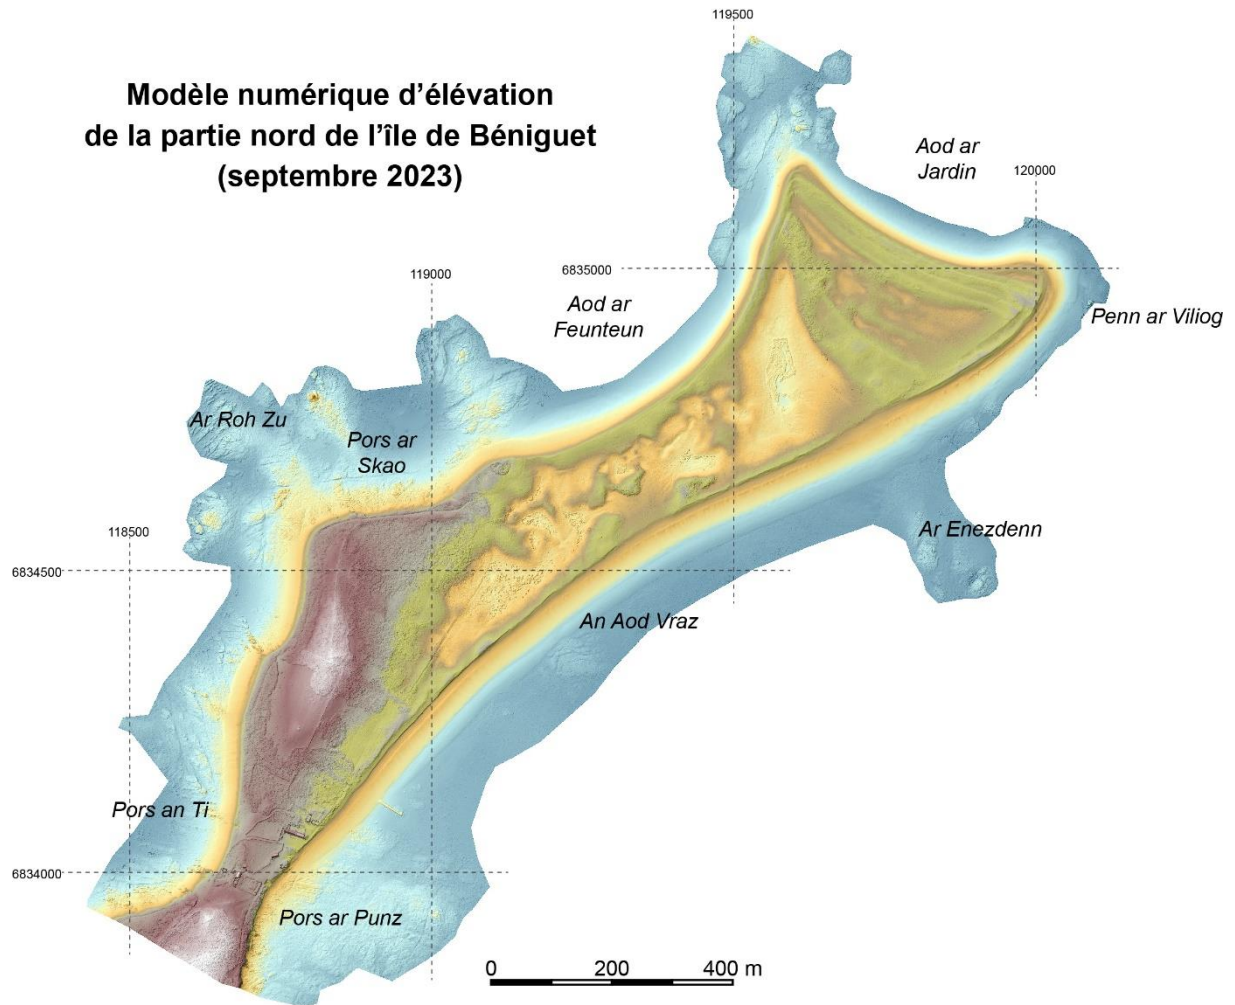 119500
Modèle numérique d'élévation
de la partie nord de l'île de Béniguet
(septembre 2023)
Aod ar
Jardin
120000
119000
6835000
Aod ar
Feunteun
Penn ar Viliog
Ar Roh Zu
Pors ar
Skao
118500
Ar Enezdenn
6834500
An Aod Vraz
Pors an Ti
6834000
Pors ar Punz
0 200 400 m